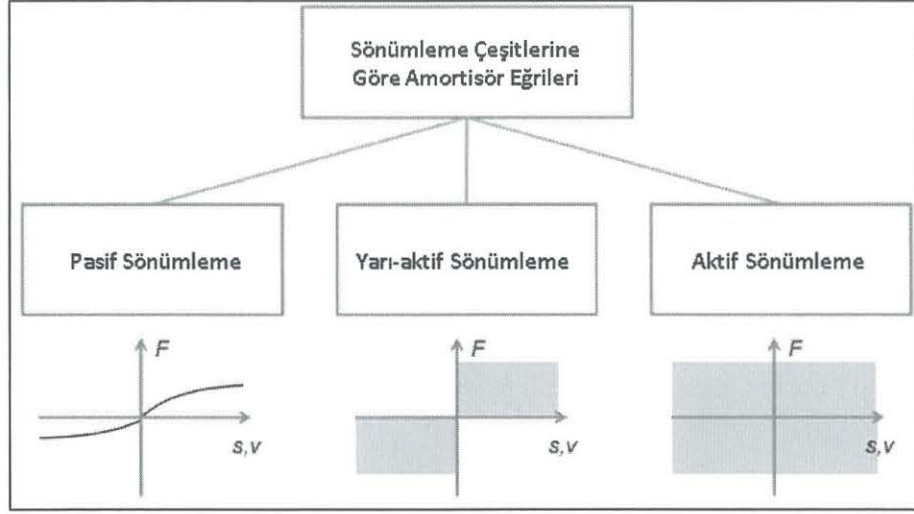 Sönümleme Çeşitlerine
Göre Amortisör Eğrileri
Pasif Sönümleme
Yarı-aktif Sönümleme
Aktif Sönümleme
F
s,v
F
s,v
F
s,v